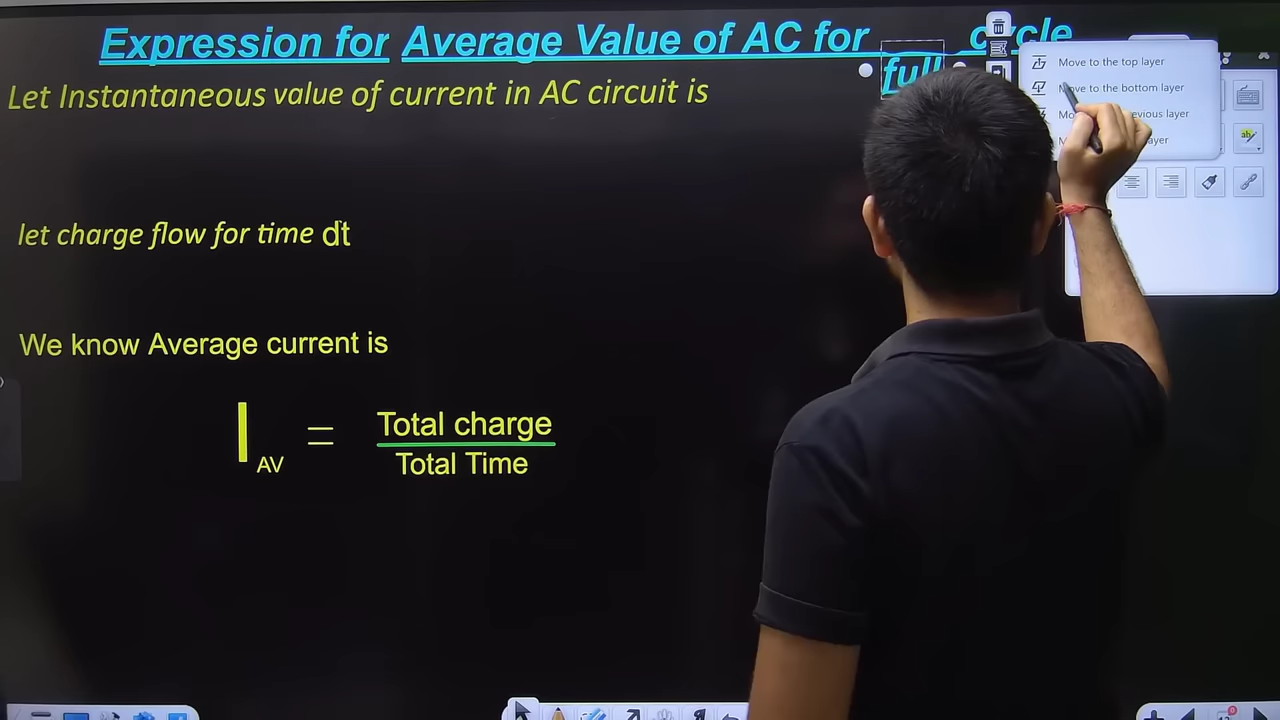 Expression for Average Value of AC for full cycle
Let Instantaneous value of current in AC circuit is
let charge flow for time dt
We know Average current is
I AV = Total charge
Total Time
Move to the top layer
Move to the bottom layer